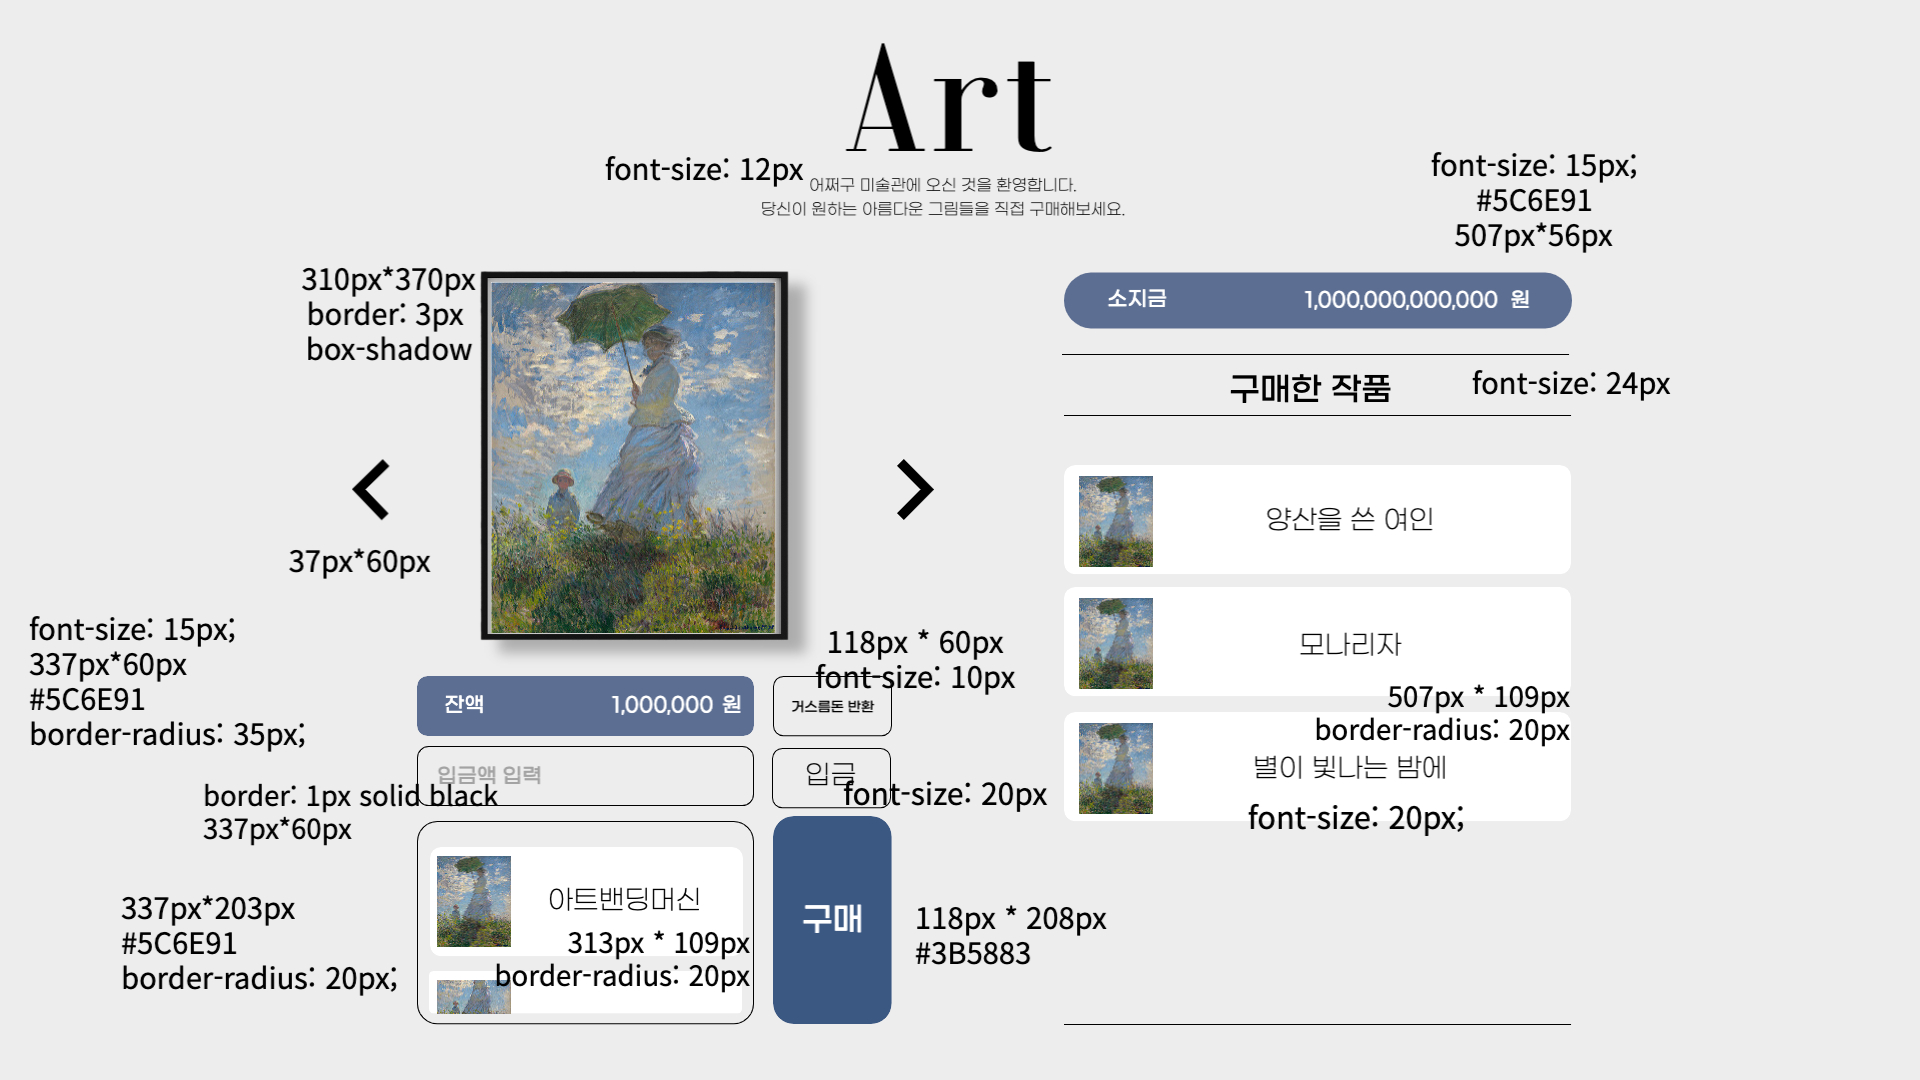 Art
font-size: 12px
어쩌구 미술관에 오신 것을 환영합니다.
당신이 원하는 아름다운 그림들을 직접 구매해보세요.
font-size: 15px;
#5C6E91
507px*56px
310px*370px
border: 3px
box-shadow
소지금 1,000,000,000,000 원
구매한 작품
font-size: 24px
37px*60px
양산을 쓴 여인
모나리자
507px * 109px
border-radius: 20px
별이 빛나는 밤에
font-size: 20px;
font-size: 15px;
337px*60px
#5C6E91
border-radius: 35px;
118px * 60px
font-size: 10px
잔액 1,000,000 원
거스름돈 반환
입금액 입력
입금
font-size: 20px
border: 1px solid black
337px*60px
337px*203px
#5C6E91
border-radius: 20px;
아트밴딩머신
313px * 109px
border-radius: 20px
구매
118px * 208px
#3B5883